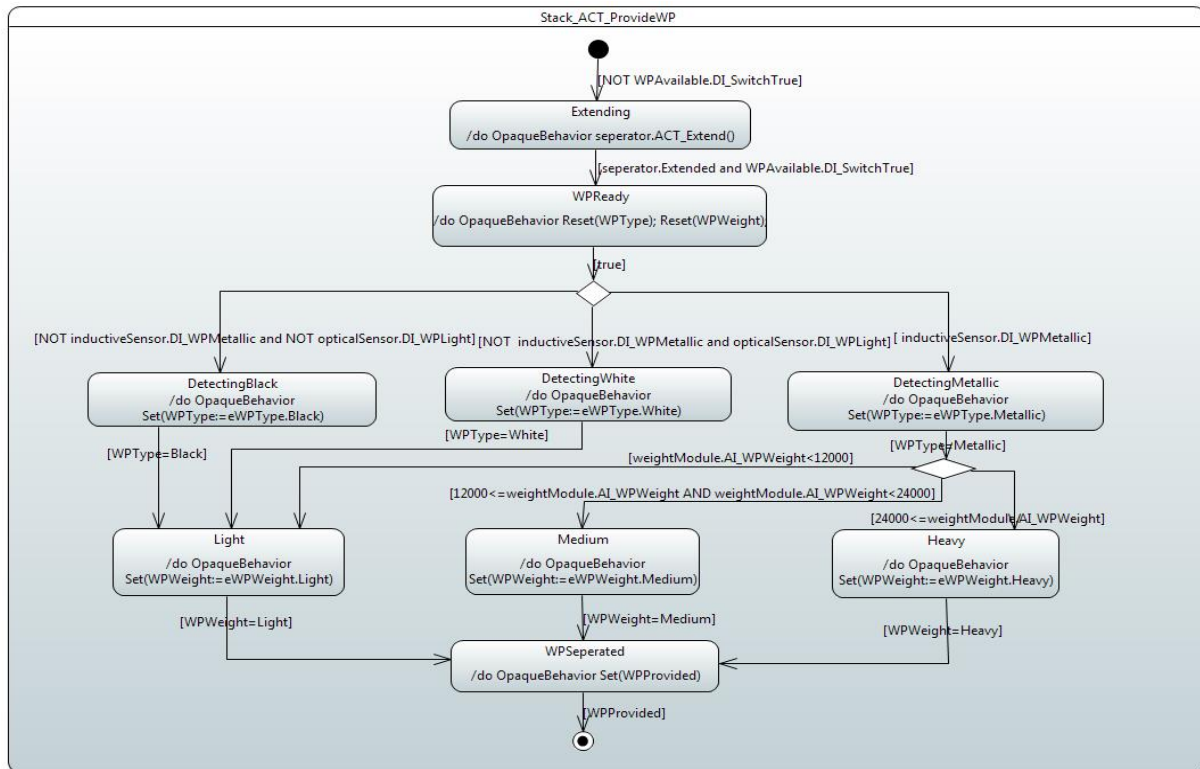 Stack_ACT_ProvideWP
[NOT WPAvailable.DI_SwitchTrue]
Extending
/do OpaqueBehavior seperator.ACT_Extend()
[seperator.Extended and WPAvailable.DI_SwitchTrue]
WPReady
/do OpaqueBehavior Reset(WPType); Reset(WPWeight);
[true]
[NOT inductiveSensor.DI_WPMetallic and NOT opticalSensor.DI_WPLight]
[NOT inductiveSensor.DI_WPMetallic and opticalSensor.DI_WPLight]
[ inductiveSensor.DI_WPMetallic]
DetectingBlack
/do OpaqueBehavior
Set(WPType:=eWPType.Black)
DetectingWhite
/do OpaqueBehavior
Set(WPType:=eWPType.White)
DetectingMetallic
/do OpaqueBehavior
Set(WPType:=eWPType.Metallic)
[WPType=Black]
[WPType=White]
[WPType=Metallic]
[weightModule.AI_WPWeight<12000]
[12000<=weightModule.AI_WPWeight AND weightModule.AI_WPWeight<24000]
[24000<=weightModule.AI_WPWeight]
Light
/do OpaqueBehavior
Set(WPWeight:=eWPWeight.Light)
Medium
/do OpaqueBehavior
Set(WPWeight:=eWPWeight.Medium)
Heavy
/do OpaqueBehavior
Set(WPWeight:=eWPWeight.Heavy)
[WPWeight=Light]
[WPWeight=Medium]
[WPWeight=Heavy]
WPSeperated
/do OpaqueBehavior Set(WPProvided)
[WPProvided]